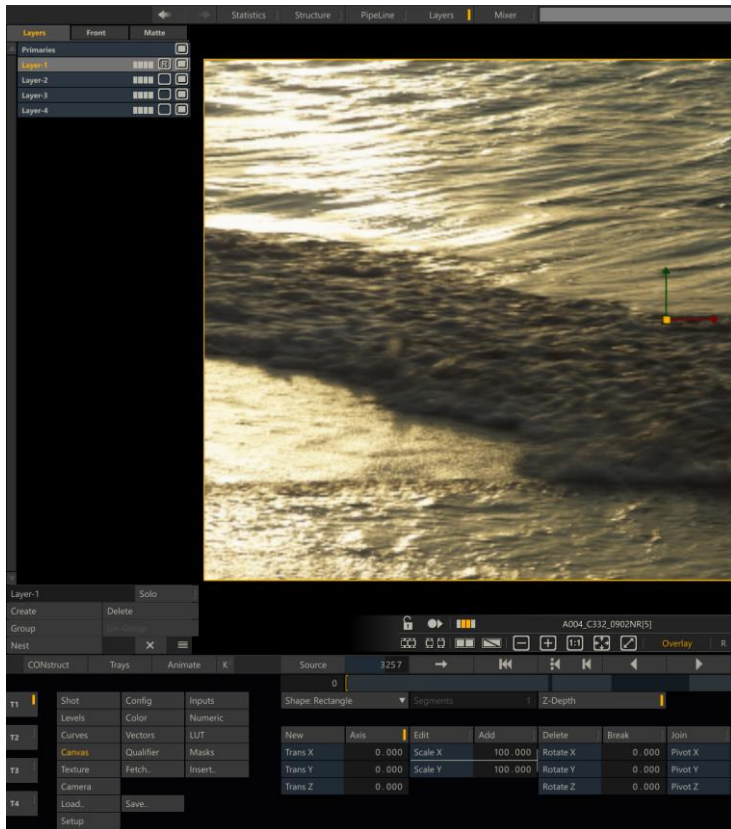 Statistics Structure PipeLine Layers Mixer
Layers Front Matte
Primaries
Layer-1 R
Layer-2
Layer-3
Layer-4
Layer-1 Solo
Create Delete
Group Un-Group
Nest
A004_C332_0902NR[5]
1:1 Overlay R
CONstruct Trays Animate K Source 3257
0
T1 Shot Config Inputs Shape: Rectangle Segments 1 Z-Depth
Levels Color Numeric
T2 Curves Vectors LUT New Axis Edit Add Delete Break Join
Canvas Qualifier Masks Trans X 0.000 Scale X 100.000 Rotate X 0.000 Pivot X
T3 Texture Fetch.. Insert.. Trans Y 0.000 Scale Y 100.000 Rotate Y 0.000 Pivot Y
Camera Trans Z 0.000 Rotate Z 0.000 Pivot Z
T4 Load.. Save..
Setup